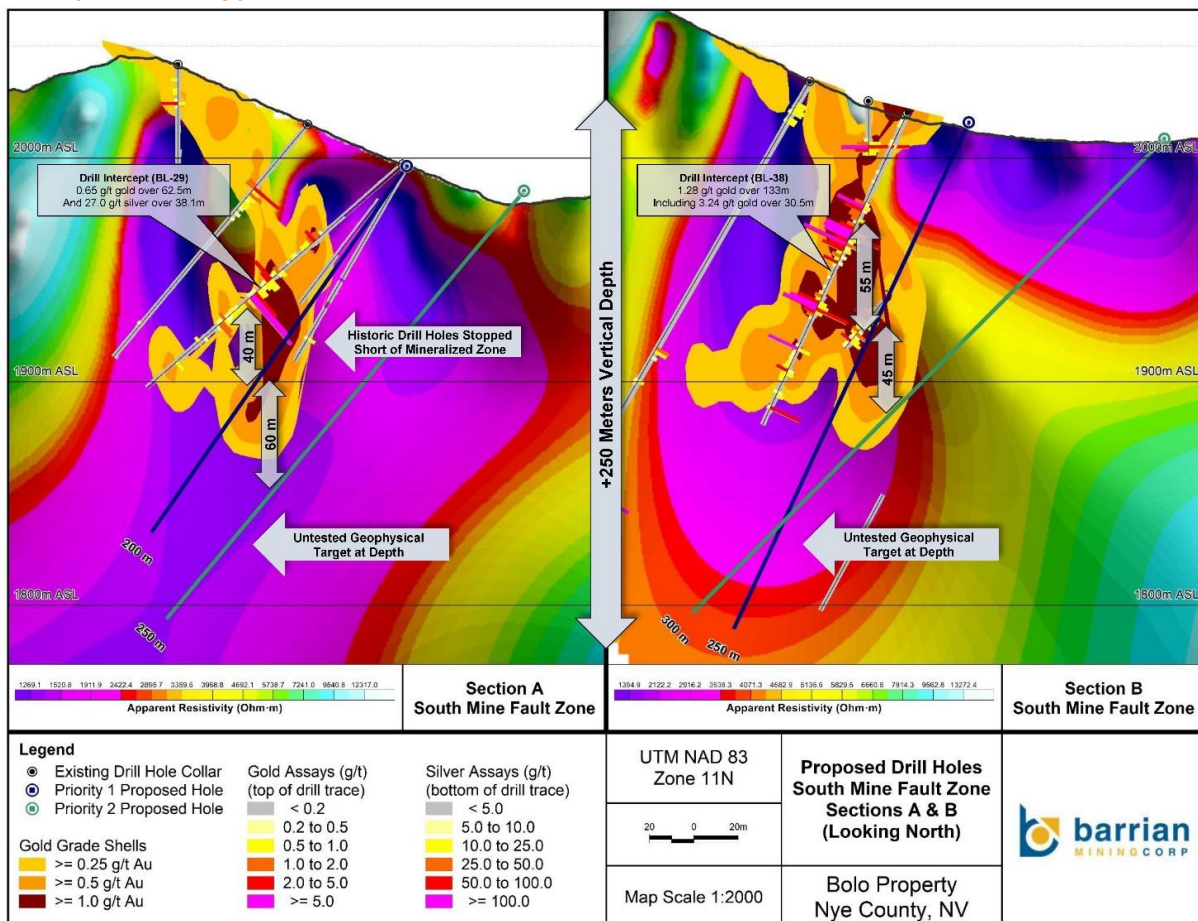 2000m ASL
Drill Intercept (BL-29)
0.65 g/t gold over 62.5m
And 27.0 g/t silver over 38.1m
Historic Drill Holes Stopped
Short of Mineralized Zone
40 m
1900m ASL
60 m
Untested Geophysical
Target at Depth
200 m
1800m ASL
250 m
+250 Meters Vertical Depth
2000m ASL
Drill Intercept (BL-38)
1.28 g/t gold over 133m
Including 3.24 g/t gold over 30.5m
55 m
45 m
1900m ASL
Untested Geophysical
Target at Depth
1800m ASL
300 m
250 m
1269.1 1520.8 1911.9 2422.4 2895.7 3359.6 3968.8 4692.1 5738.7 7241.0 9540.6 12317.0
Apparent Resistivity (Ohm·m)
Section A
South Mine Fault Zone
1394.9 2122.2 2916.2 3538.3 4071.3 4582.9 5136.6 5829.5 6660.8 7814.3 9562.6 13272.4
Apparent Resistivity (Ohm·m)
Section B
South Mine Fault Zone
Legend
Existing Drill Hole Collar
Priority 1 Proposed Hole
Priority 2 Proposed Hole
Gold Grade Shells
>= 0.25 g/t Au
>= 0.5 g/t Au
>= 1.0 g/t Au
Gold Assays (g/t)
(top of drill trace)
< 0.2
0.2 to 0.5
0.5 to 1.0
1.0 to 2.0
2.0 to 5.0
>= 5.0
Silver Assays (g/t)
(bottom of drill trace)
< 5.0
5.0 to 10.0
10.0 to 25.0
25.0 to 50.0
50.0 to 100.0
>= 100.0
UTM NAD 83
Zone 11N
20 0 20m
Map Scale 1:2000
Proposed Drill Holes
South Mine Fault Zone
Sections A & B
(Looking North)
Bolo Property
Nye County, NV
barrian
MINING CORP